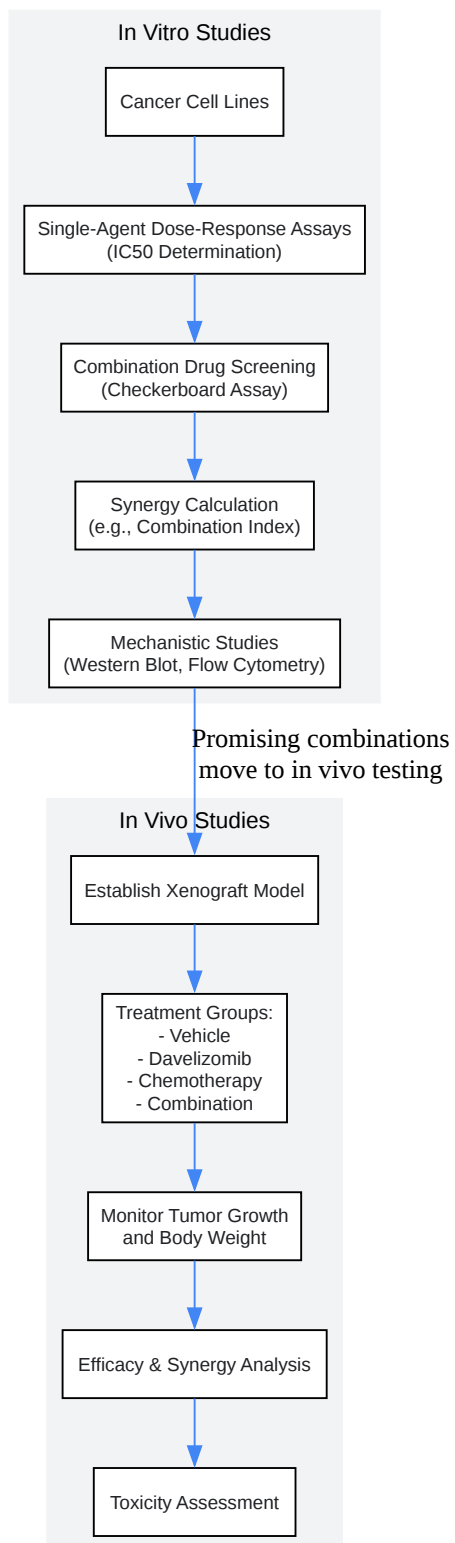 In Vitro Studies
Cancer Cell Lines
Single-Agent Dose-Response Assays
(IC50 Determination)
Combination Drug Screening
(Checkerboard Assay)
Synergy Calculation
(e.g., Combination Index)
Mechanistic Studies
(Western Blot, Flow Cytometry)
Promising combinations
move to in vivo testing
In Vivo Studies
Establish Xenograft Model
Treatment Groups:
- Vehicle
- Davelizomib
- Chemotherapy
- Combination
Monitor Tumor Growth
and Body Weight
Efficacy & Synergy Analysis
Toxicity Assessment